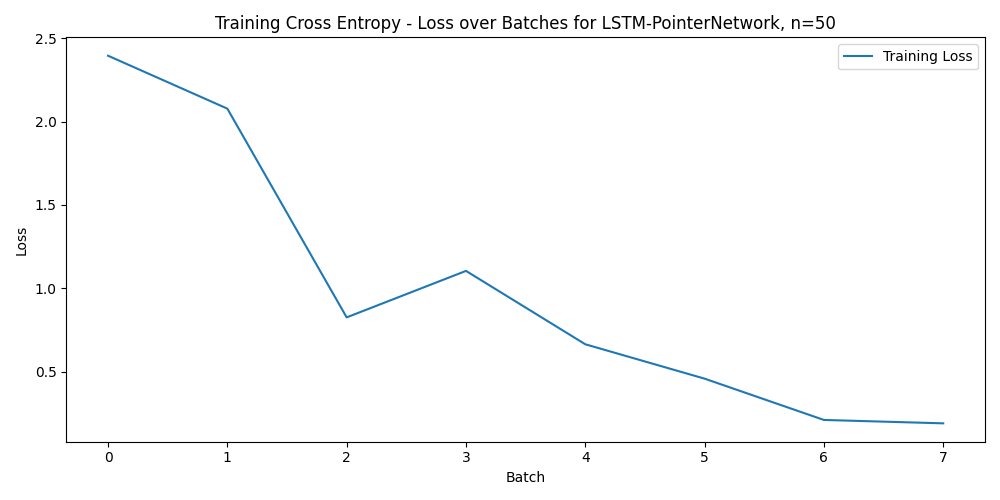 Training Cross Entropy - Loss over Batches for LSTM-PointerNetwork, n=50
Training Loss
2.5
2.0
1.5
1.0
0.5
Loss
0 1 2 3 4 5 6 7
Batch